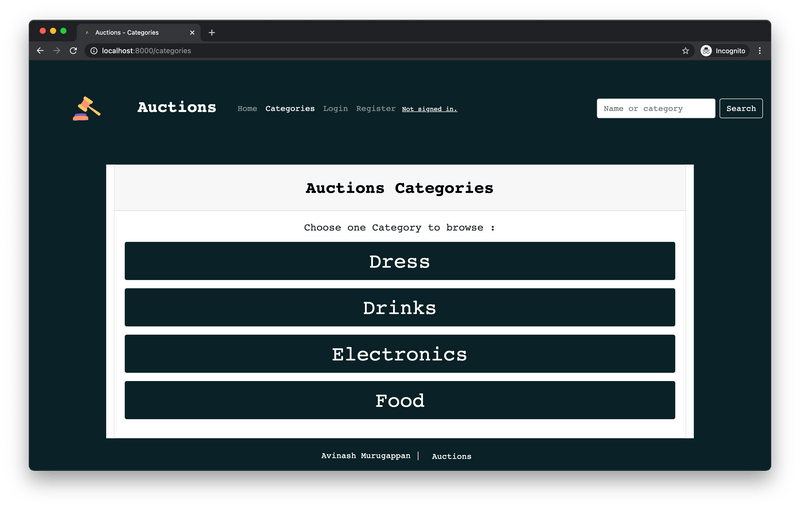 Auctions - Categories
localhost:8000/categories
Incognito
Auctions Home Categories Login Register Not signed in. Name or category Search
Auctions Categories
Choose one Category to browse :
Dress
Drinks
Electronics
Food
Avinash Murugappan | Auctions